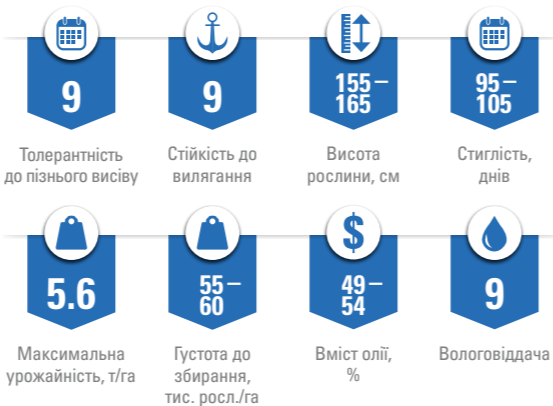 9
Толерантність
до пізнього висіву
9
Стійкість до
вилягання
155–
165
Висота
рослини, см
95–
105
Стиглість,
днів
5.6
Максимальна
урожайність, т/га
55–
60
Густота до
збирання,
тис. росл./га
$
49–
54
Вміст олії,
%
9
Вологовіддача